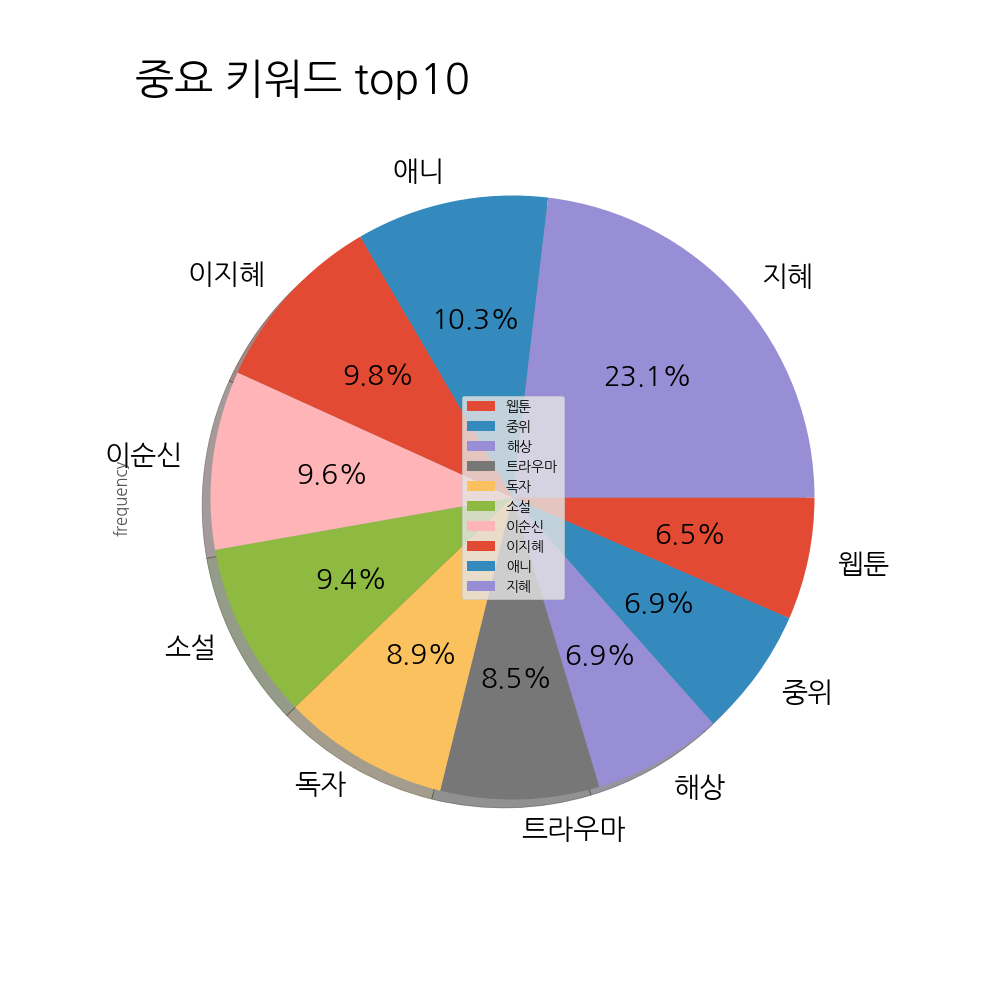 중요 키워드 top10
애니
이지혜
지혜
10.3%
9.8%
23.1%
이순신
frequency
9.6%
웹툰
중위
해상
트라우마
독자
소설
이순신
이지혜
애니
지혜
6.5%
웹툰
9.4%
6.9%
소설
8.9%
8.5%
6.9%
중위
독자
해상
트라우마